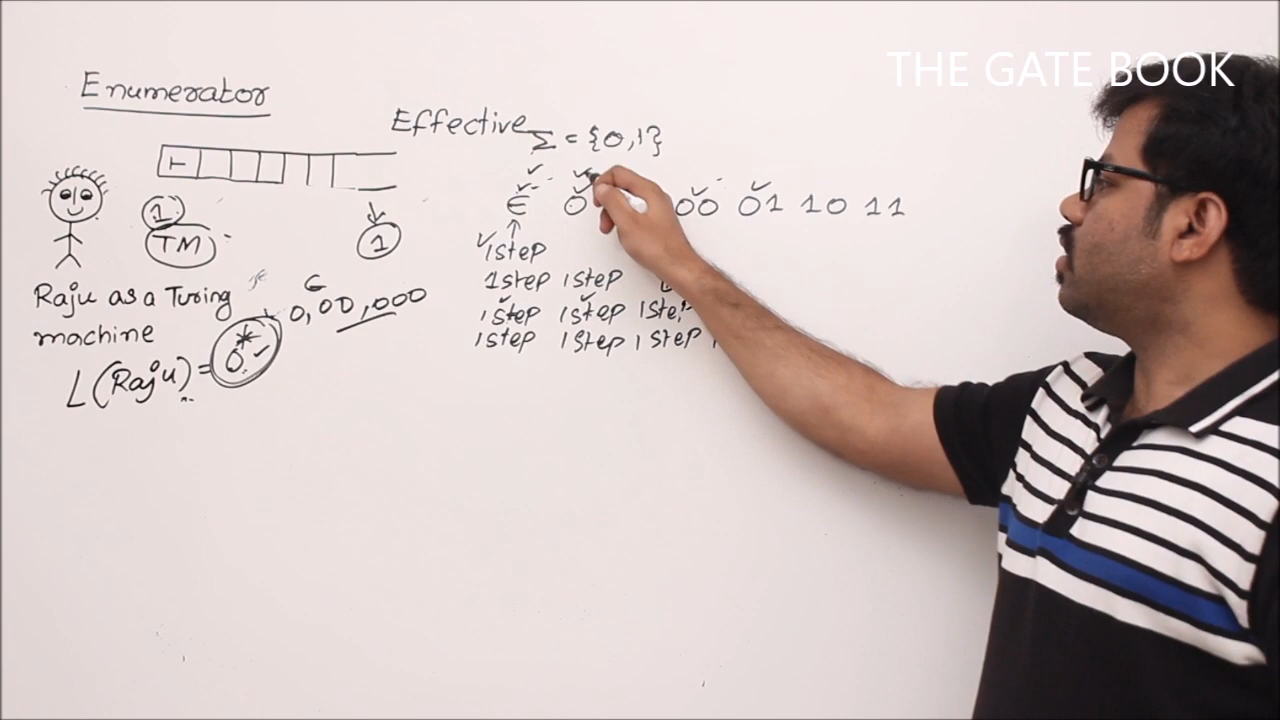 THE GATE BOOK
Enumerator
Effective Σ = {0,1}
⊢
ϵ 0 00 01 10 11
1
TM
1
1step
1step 1step
1step 1step 1step
1step 1step 1step
Raju as a Turing
machine
ϵ
0,00,000
L(Raju) = 0*